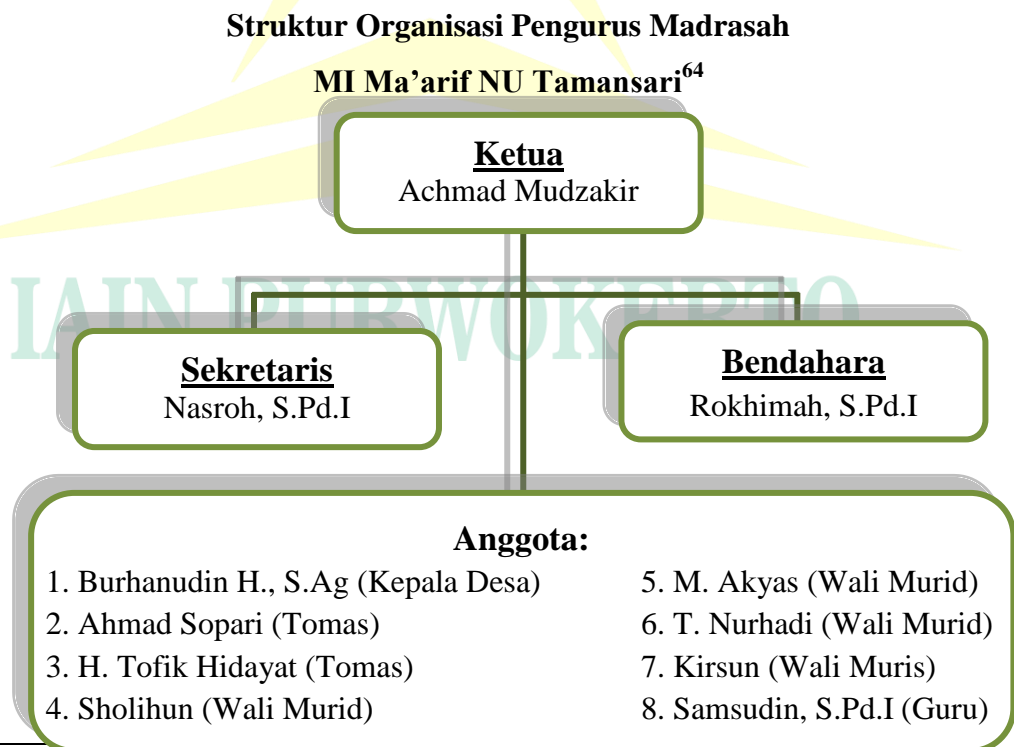 Struktur Organisasi Pengurus Madrasah
MI Ma’arif NU Tamansari64
Ketua
Achmad Mudzakir
IAIN PURWOKERTO
Sekretaris
Nasroh, S.Pd.I
Bendahara
Rokhimah, S.Pd.I
Anggota:
1. Burhanudin H., S.Ag (Kepala Desa)
2. Ahmad Sopari (Tomas)
3. H. Tofik Hidayat (Tomas)
4. Sholihun (Wali Murid)
5. M. Akyas (Wali Murid)
6. T. Nurhadi (Wali Murid)
7. Kirsun (Wali Muris)
8. Samsudin, S.Pd.I (Guru)